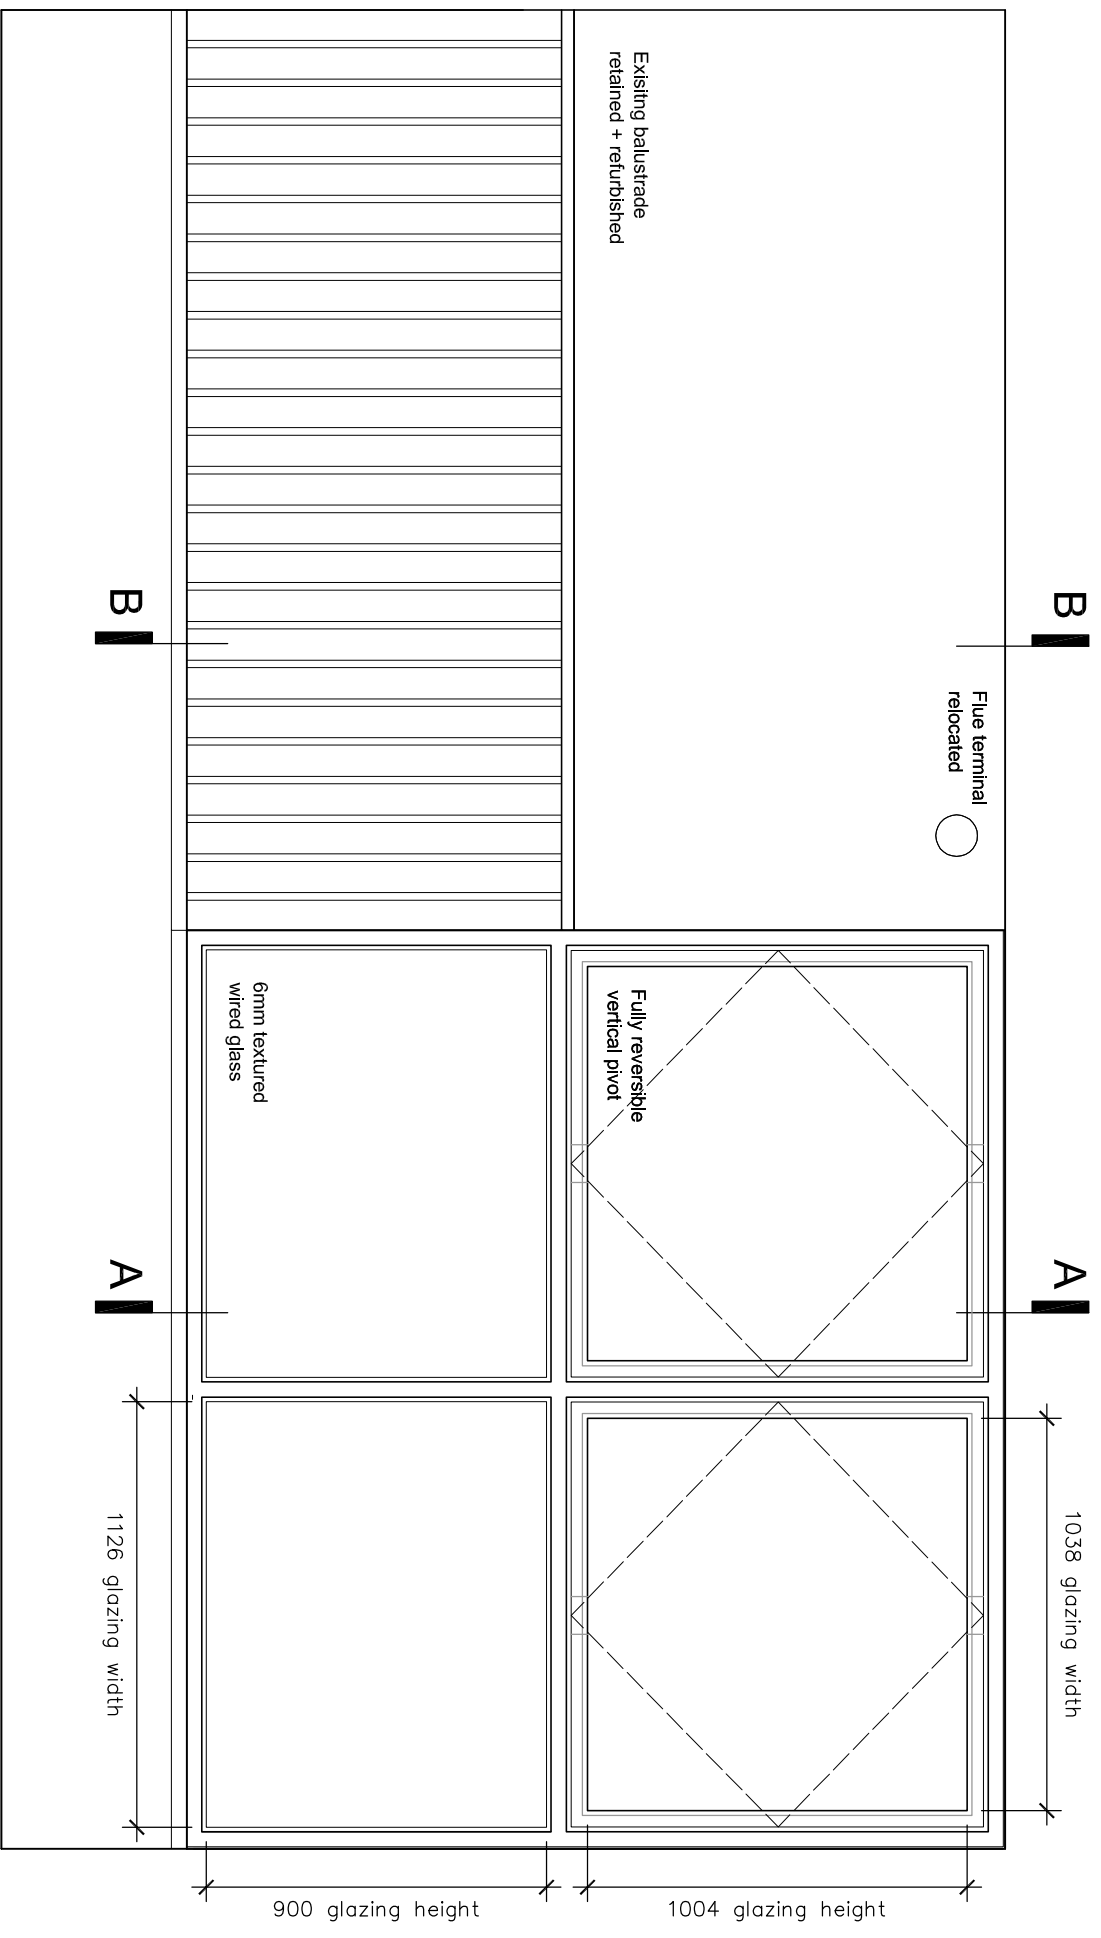 Exisitng balustrade
retained + refurbished
B
B
Flue terminal
relocated
Fully reversible
vertical pivot
6mm textured
wired glass
A
A
1038 glazing width
1126 glazing width
1004 glazing height
900 glazing height